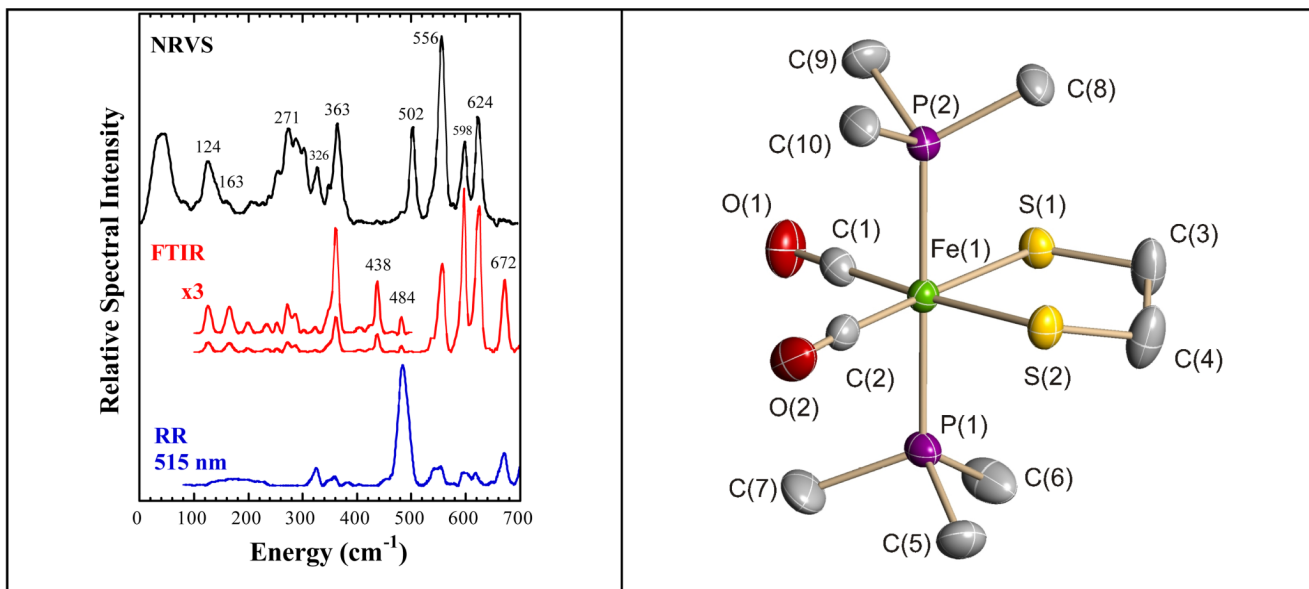 NRVS
556
624
363
502
271
598
326
124
163
FTIR
x3
438
484
672
RR
515 nm
Relative Spectral Intensity
0 100 200 300 400 500 600 700
Energy (cm-1)
C(9)
P(2)
C(8)
C(10)
O(1)
C(1)
S(1)
Fe(1)
C(3)
O(2)
C(2)
S(2)
C(4)
P(1)
C(7)
C(6)
C(5)